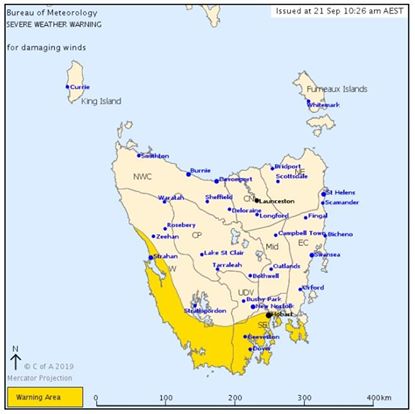 Bureau of Meteorology
SEVERE WEATHER WARNING
for damaging winds
Issued at 21 Sep 10:26 am AEST
Currie
King Island
Furneaux Islands
Whitemark
Smithton
Burnie
Devonport
Bridport
NE
Scottsdale
NWC
Waratah
Sheffield
CN
Launceston
St Helens
Scamander
Deloraine
Longford
Fingal
Rosebery
Zeehan
CP
Campbell Town
Bicheno
Mid
EC
Strahan
Lake St Clair
Swansea
W
Tarraleah
Oatlands
Bothwell
UDV
Orford
Strathgordon
Bushy Park
New Norfolk
Hobart
SE
Geeveston
Dover
N
© C of A 2019
Mercator Projection
Warning Area
0 100 200 300 400km